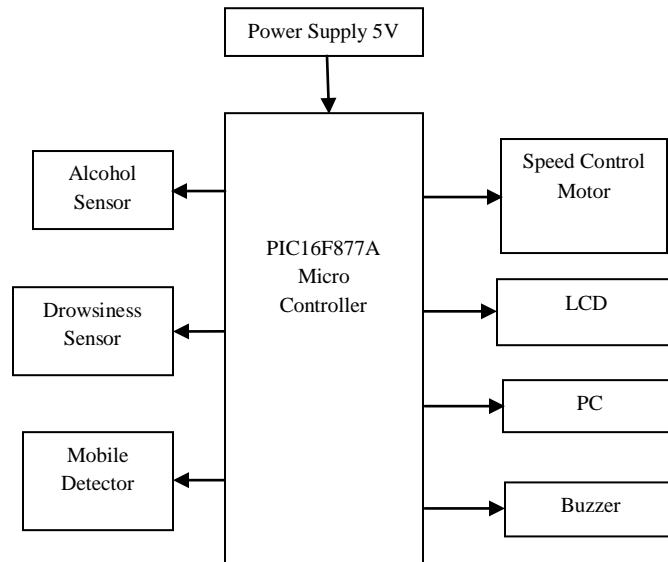 Power Supply 5V
Alcohol
Sensor
Speed Control
Motor
PIC16F877A
Micro
Controller
Drowsiness
Sensor
LCD
PC
Mobile
Detector
Buzzer